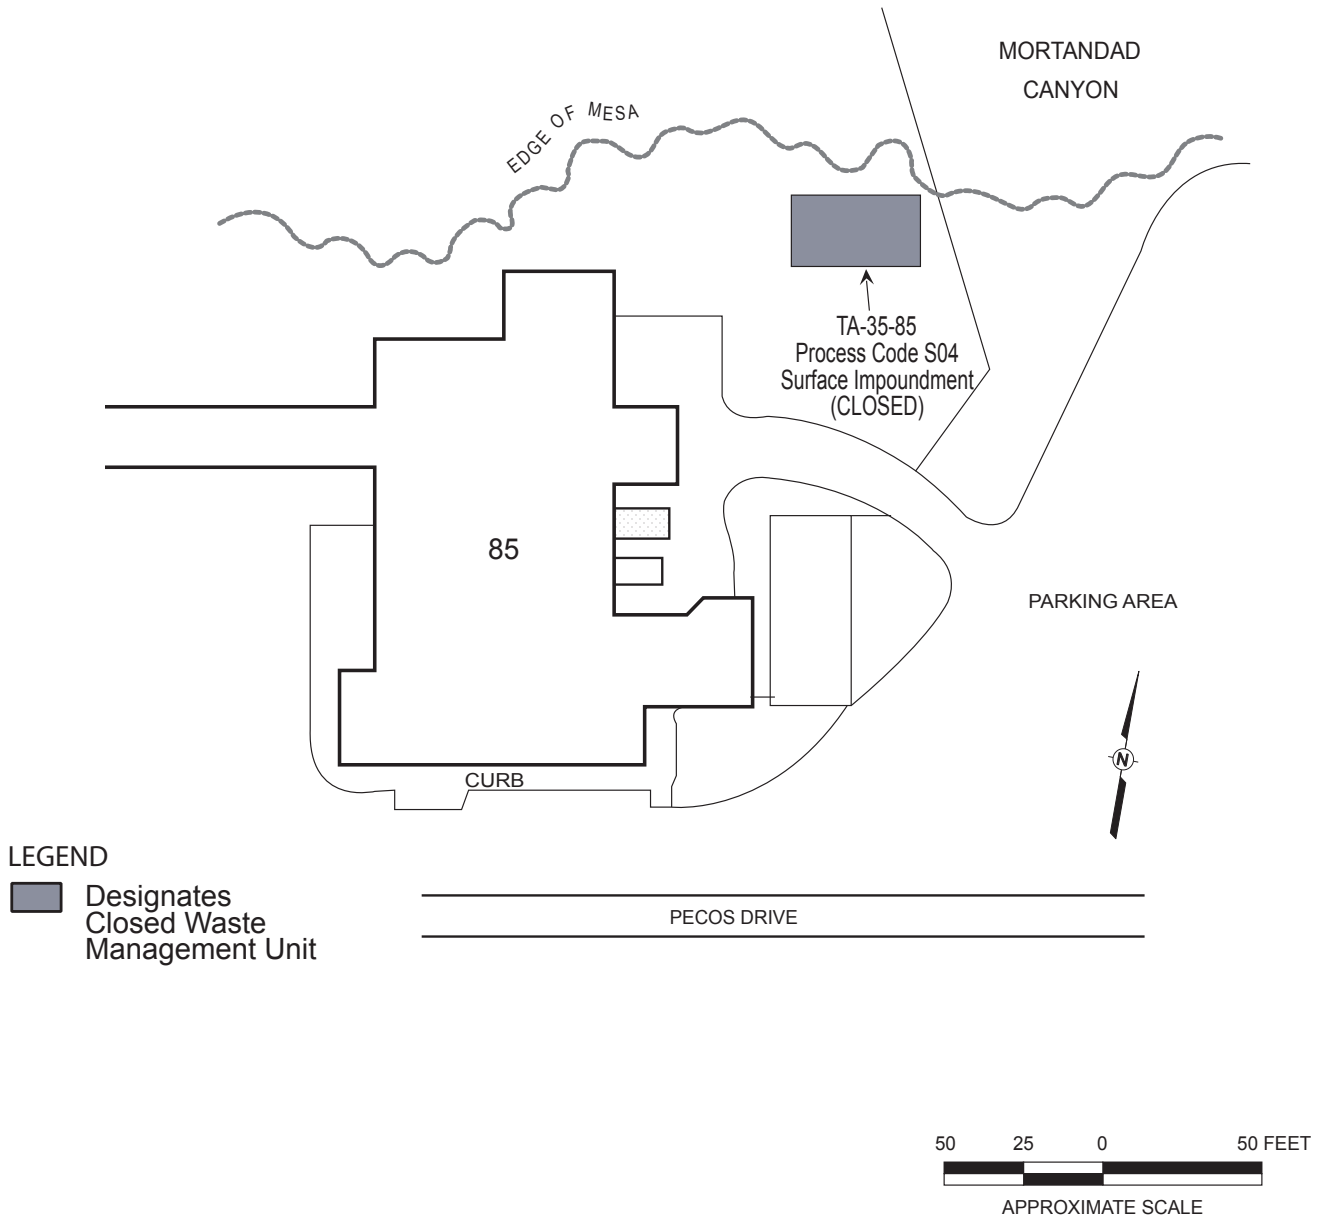 MORTANDAD
CANYON
EDGE OF MESA
TA-35-85
Process Code S04
Surface Impoundment
(CLOSED)
85
PARKING AREA
N
CURB
LEGEND
Designates
Closed Waste
Management Unit
PECOS DRIVE
50 25 0 50 FEET
APPROXIMATE SCALE